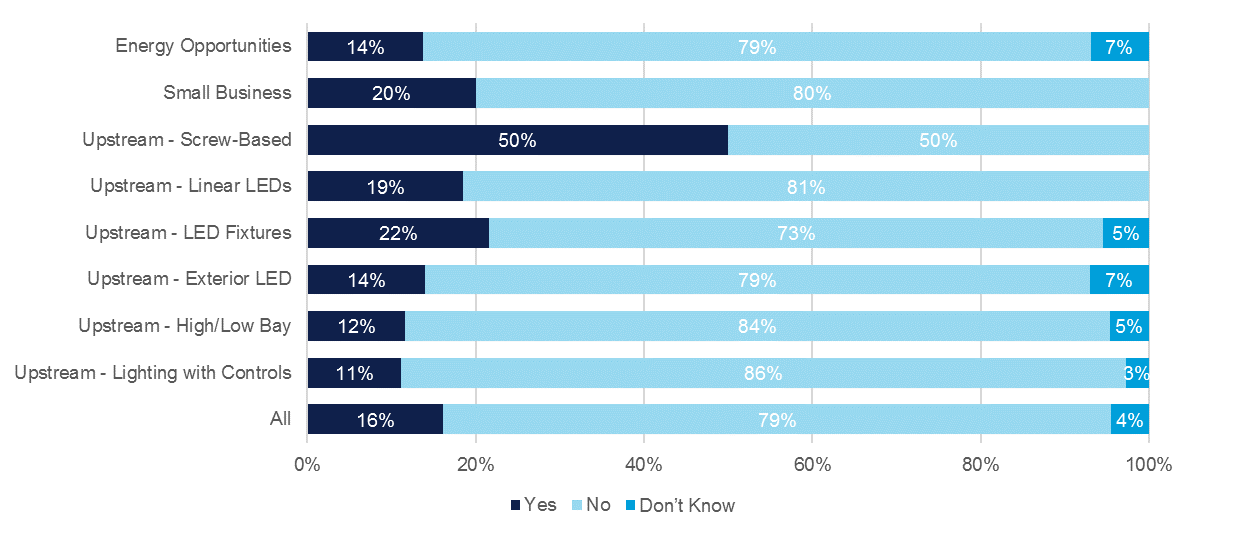 Energy Opportunities 14% 79% 7%
Small Business 20% 80%
Upstream - Screw-Based 50% 50%
Upstream - Linear LEDs 19% 81%
Upstream - LED Fixtures 22% 73% 5%
Upstream - Exterior LED 14% 79% 7%
Upstream - High/Low Bay 12% 84% 5%
Upstream - Lighting with Controls 11% 86% 3%
All 16% 79% 4%
0% 20% 40% 60% 80% 100%
Yes No Don’t Know